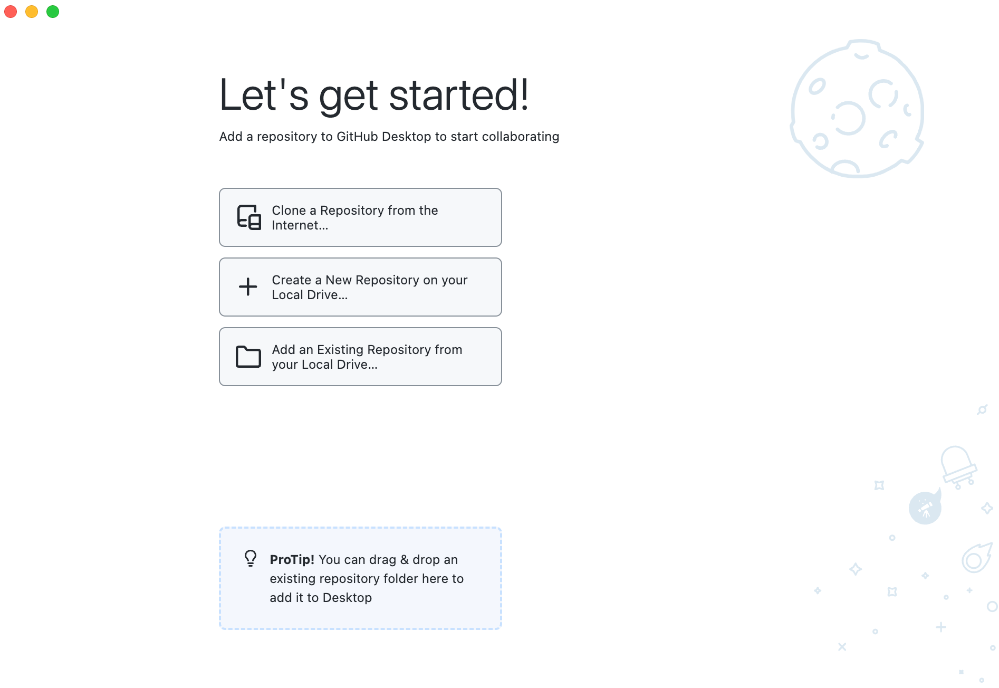 Let's get started!
Add a repository to GitHub Desktop to start collaborating
Clone a Repository from the
Internet...
Create a New Repository on your
Local Drive...
Add an Existing Repository from
your Local Drive...
ProTip! You can drag & drop an
existing repository folder here to
add it to Desktop